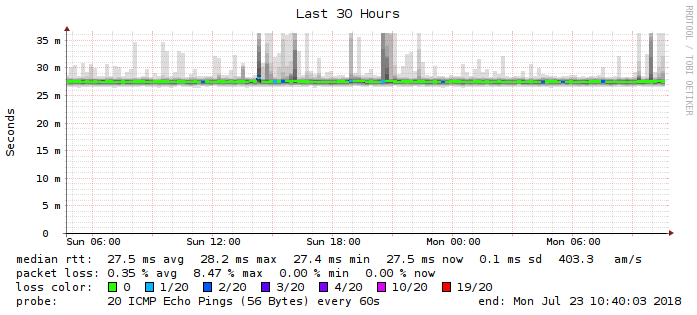 Last 30 Hours
RRDTOOL / TOBI OETIKER
Seconds
35 m
30 m
25 m
20 m
15 m
10 m
5 m
0
Sun 06:00 Sun 12:00 Sun 18:00 Mon 00:00 Mon 06:00
median rtt: 27.5 ms avg 28.2 ms max 27.4 ms min 27.5 ms now 0.1 ms sd 403.3 am/s
packet loss: 0.35 % avg 8.47 % max 0.00 % min 0.00 % now
loss color: 0 1/20 2/20 3/20 4/20 10/20 19/20
probe: 20 ICMP Echo Pings (56 Bytes) every 60s end: Mon Jul 23 10:40:03 2018